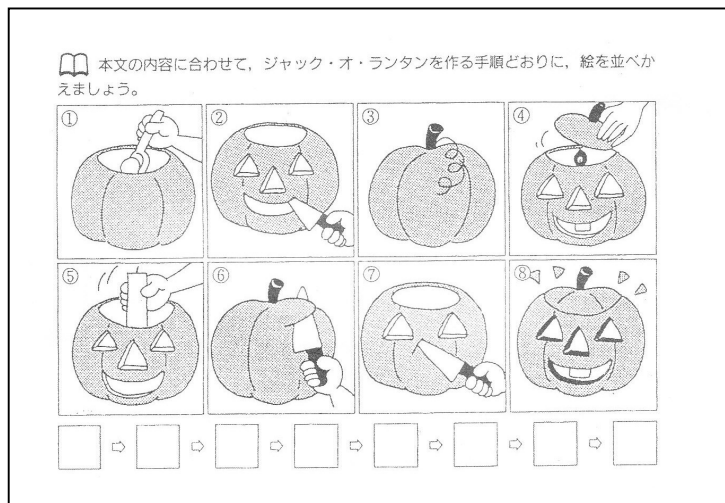 本文の内容に合わせて，ジャック・オ・ランタンを作る手順どおりに，絵を並べか
えましょう。
① ② ③ ④
⑤ ⑥ ⑦ ⑧
⇨ ⇨ ⇨ ⇨ ⇨ ⇨ ⇨